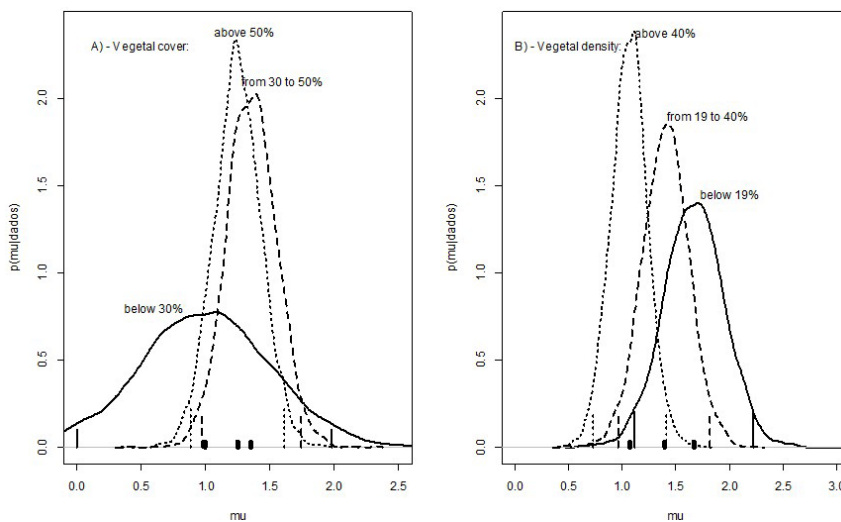 A) - Vegetal cover:
above 50%
from 30 to 50%
below 30%
p(mu|dados)
0.0
0.5
1.0
1.5
2.0
0.0
0.5
1.0
1.5
2.0
2.5
mu
B) - Vegetal density:
above 40%
from 19 to 40%
below 19%
p(mu|dados)
0.0
0.5
1.0
1.5
2.0
0.0
0.5
1.0
1.5
2.0
2.5
3.0
mu